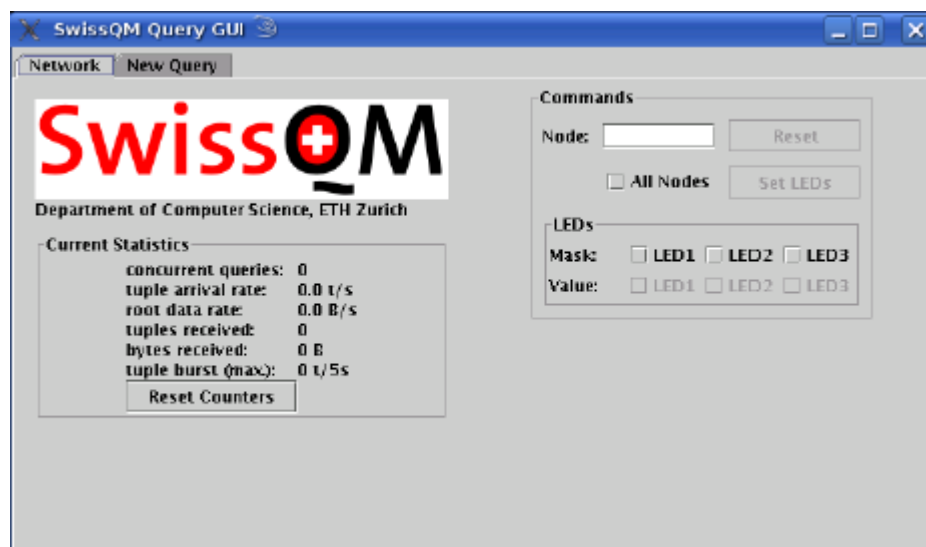 SwissQM Query GUI
Network New Query
SwissQM
Department of Computer Science, ETH Zurich
Current Statistics
concurrent queries: 0
tuple arrival rate: 0.0 t/s
root data rate: 0.0 B/s
tuples received: 0
bytes received: 0 B
tuple burst (max.): 0 t/5s
Reset Counters
Commands
Node: Reset
All Nodes Set LEDs
LEDs
Mask: LED1 LED2 LED3
Value: LED1 LED2 LED3